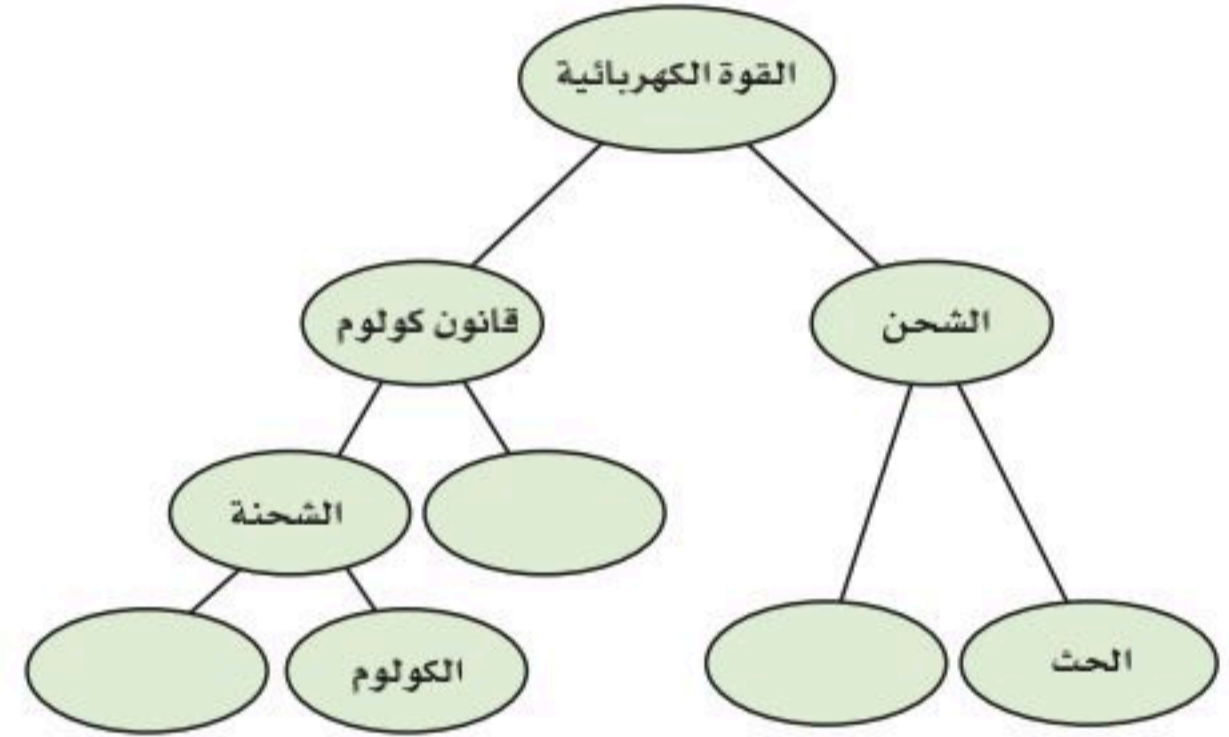 القوة الكهربائية
الشحن
قانون كولوم
الشحنة
الحث
الكولوم